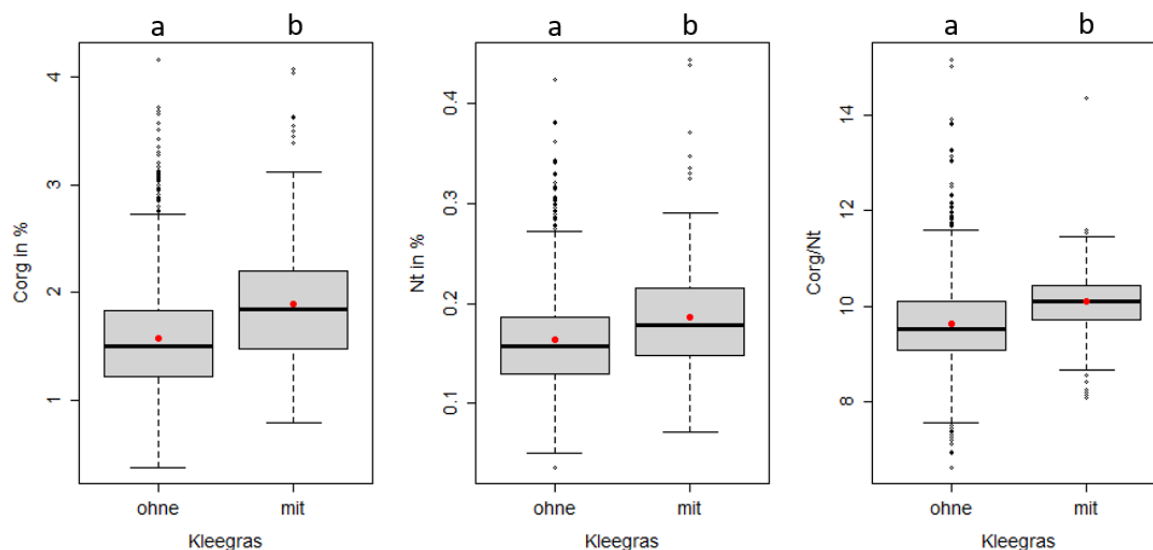 a b
Corg in %
1
2
3
4
ohne mit
Kleegras
a b
Nt in %
0.1
0.2
0.3
0.4
ohne mit
Kleegras
a b
Corg/Nt
8
10
12
14
ohne mit
Kleegras